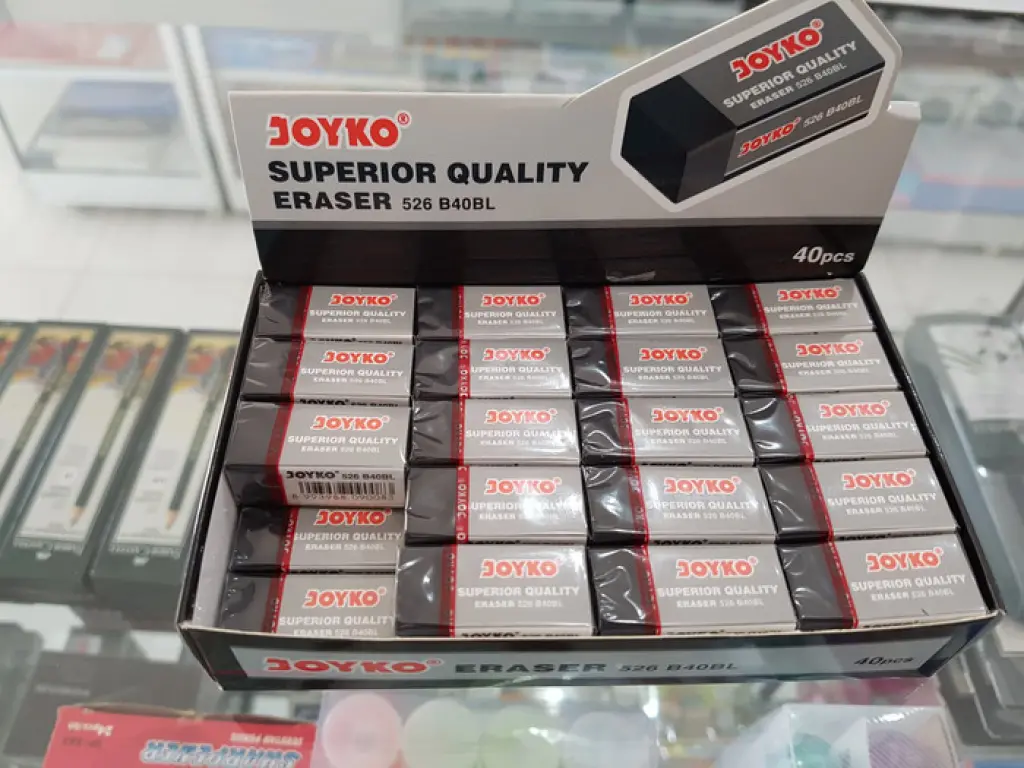 JOYKO®
SUPERIOR QUALITY
ERASER 526 B40BL
JOYKO
SUPERIOR QUALITY
ERASER 526 B40BL
JOYKO® 526 B40BL
40pcs
JOYKO® JOYKO® JOYKO® JOYKO®
SUPERIOR QUALITY SUPERIOR QUALITY SUPERIOR QUALITY SUPERIOR QUALITY
ERASER 526 B40BL ERASER 526 B40BL ERASER 526 B40BL ERASER 526 B40BL
JOYKO® JOYKO® JOYKO® JOYKO®
SUPERIOR QUALITY SUPERIOR QUALITY SUPERIOR QUALITY SUPERIOR QUALITY
ERASER 526 B40BL ERASER 526 B40BL ERASER 526 B40BL ERASER 526 B40BL
JOYKO® JOYKO® JOYKO® JOYKO®
SUPERIOR QUALITY SUPERIOR QUALITY SUPERIOR QUALITY SUPERIOR QUALITY
ERASER 526 B40BL ERASER 526 B40BL ERASER 526 B40BL ERASER 526 B40BL
JOYKO® 526 B40BL
JOYKO® JOYKO® JOYKO®
SUPERIOR QUALITY SUPERIOR QUALITY SUPERIOR QUALITY
ERASER 526 B40BL ERASER 526 B40BL ERASER 526 B40BL
JOYKO®
SUPERIOR QUALITY
ERASER 526 B40BL
JOYKO® JOYKO® JOYKO®
SUPERIOR QUALITY SUPERIOR QUALITY SUPERIOR QUALITY
ERASER 526 B40BL ERASER 526 B40BL ERASER 526 B40BL
JOYKO®
SUPERIOR QUALITY
ERASER 526 B40BL
JOYKO® ERASER 526 B40BL
40pcs